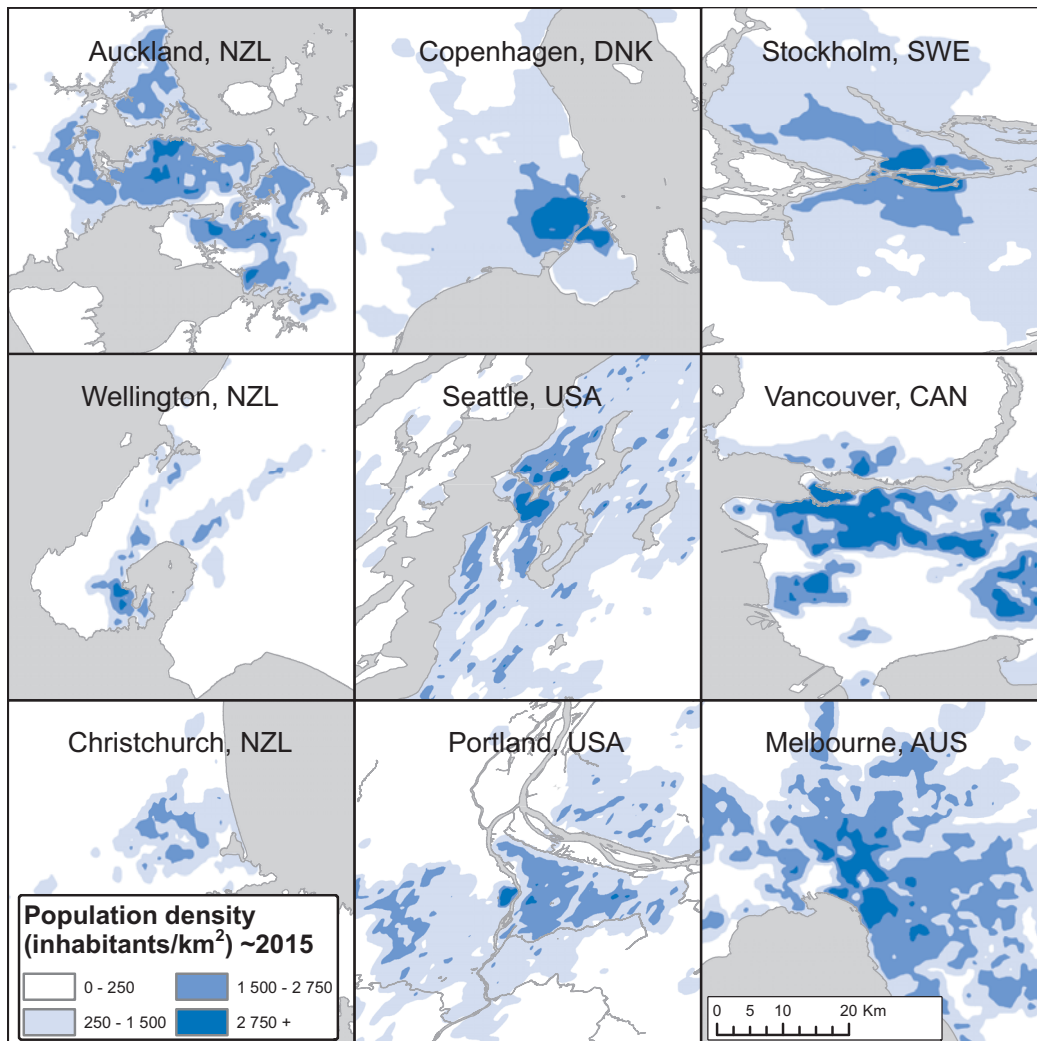 Auckland, NZL
Copenhagen, DNK
Stockholm, SWE
Wellington, NZL
Seattle, USA
Vancouver, CAN
Christchurch, NZL
Portland, USA
Melbourne, AUS
Population density
(inhabitants/km²) ~2015
0 - 250
1 500 - 2 750
250 - 1 500
2 750 +
0 5 10 20 Km